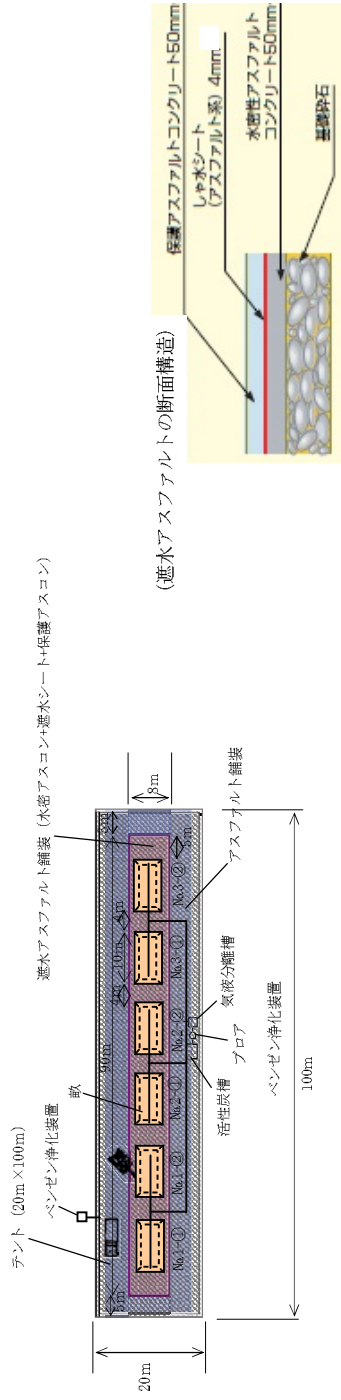 テント (20m×100m)
ベンゼン浄化装置
畝
遮水アスファルト舗装 (水密アスコン+遮水シート+保護アスコン)
90m
5m
10m
5m
8m
5m
No.1-①
No.1-②
No.2-①
No.2-②
No.3-①
No.3-②
20m
活性炭槽
ブロア
気液分離槽
アスファルト舗装
ベンゼン浄化装置
100m
(遮水アスファルトの断面構造)
保護アスファルトコンクリート50mm
しゃ水シート
(アスファルト系) 4mm
水密性アスファルト
コンクリート50mm
基礎砕石